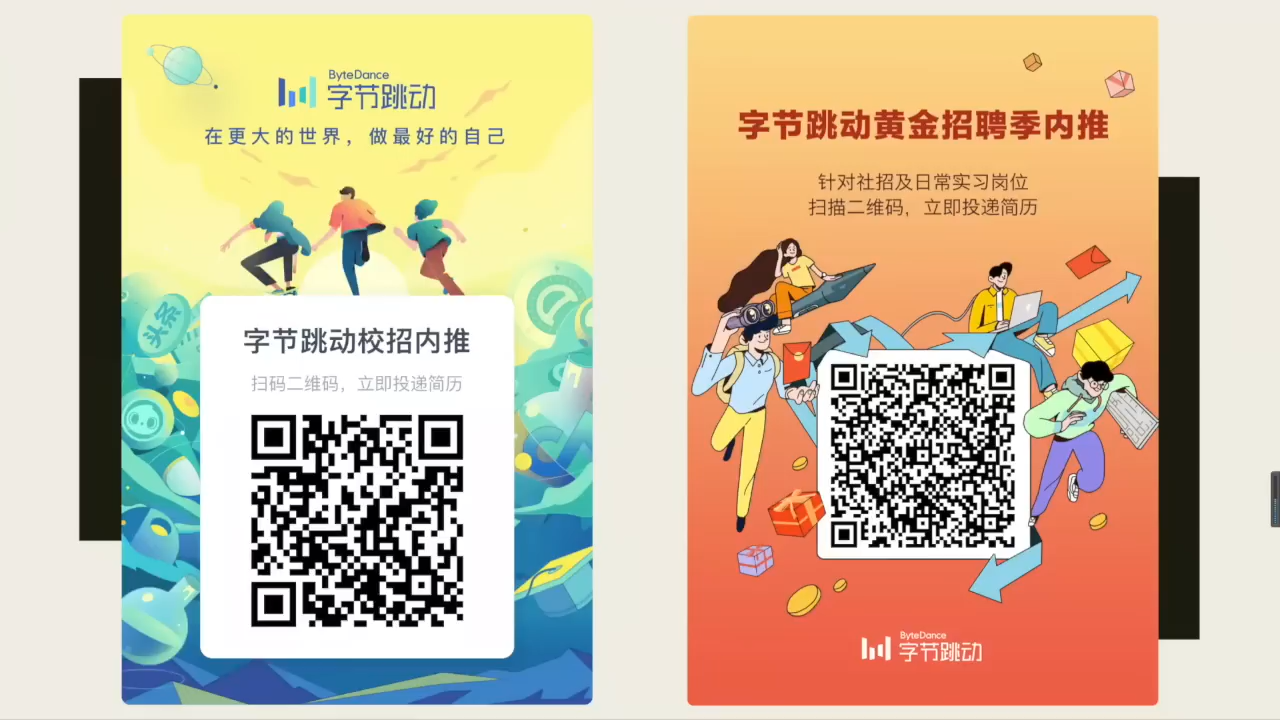 ByteDance
字节跳动
在更大的世界，做最好的自己
头条
字节跳动校招内推
扫码二维码，立即投递简历
字节跳动黄金招聘季内推
针对社招及日常实习岗位
扫描二维码，立即投递简历
ByteDance
字节跳动